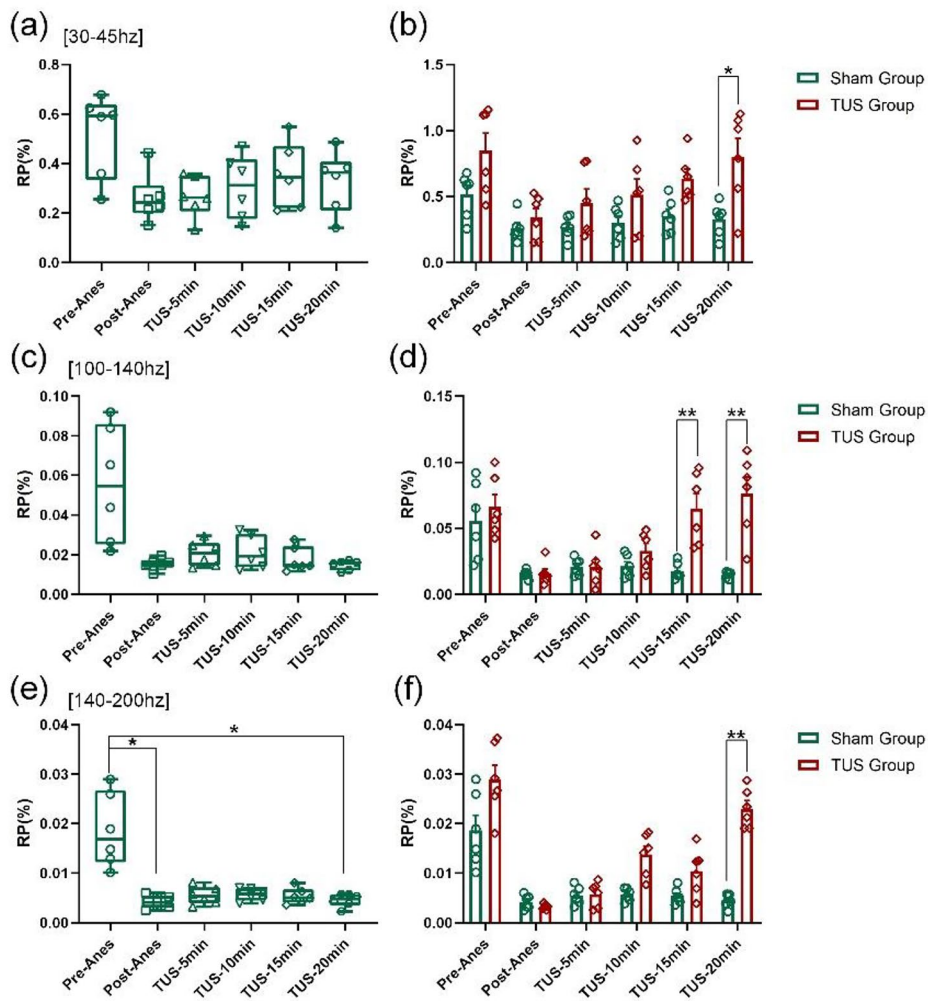 (a) [30-45hz]
RP(%)
0.8
0.6
0.4
0.2
0.0
Pre-Anes
Post-Anes
TUS-5min
TUS-10min
TUS-15min
TUS-20min
(b)
RP(%)
1.5
1.0
0.5
0.0
*
Pre-Anes
Post-Anes
TUS-5min
TUS-10min
TUS-15min
TUS-20min
Sham Group
TUS Group
(c) [100-140hz]
RP(%)
0.10
0.08
0.06
0.04
0.02
0.00
Pre-Anes
Post-Anes
TUS-5min
TUS-10min
TUS-15min
TUS-20min
(d)
RP(%)
0.15
0.10
0.05
0.00
**
**
Pre-Anes
Post-Anes
TUS-5min
TUS-10min
TUS-15min
TUS-20min
Sham Group
TUS Group
(e) [140-200hz]
RP(%)
0.04
0.03
0.02
0.01
0.00
*
*
Pre-Anes
Post-Anes
TUS-5min
TUS-10min
TUS-15min
TUS-20min
(f)
RP(%)
0.04
0.03
0.02
0.01
0.00
**
Pre-Anes
Post-Anes
TUS-5min
TUS-10min
TUS-15min
TUS-20min
Sham Group
TUS Group